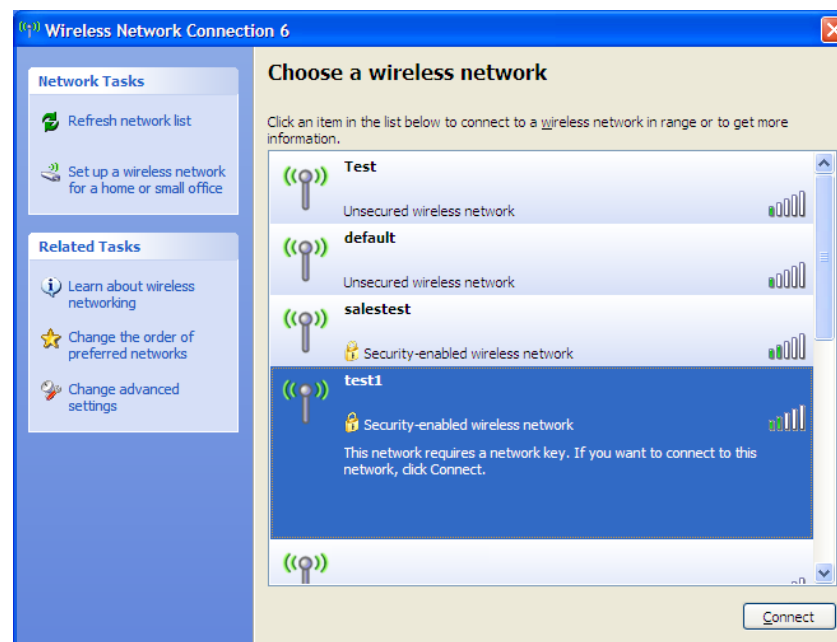 Wireless Network Connection 6
Network Tasks
Refresh network list
Set up a wireless network
for a home or small office
Related Tasks
Learn about wireless
networking
Change the order of
preferred networks
Change advanced
settings
Choose a wireless network
Click an item in the list below to connect to a wireless network in range or to get more
information.
Test
Unsecured wireless network
default
Unsecured wireless network
salestest
Security-enabled wireless network
test1
Security-enabled wireless network
This network requires a network key. If you want to connect to this
network, click Connect.
Connect